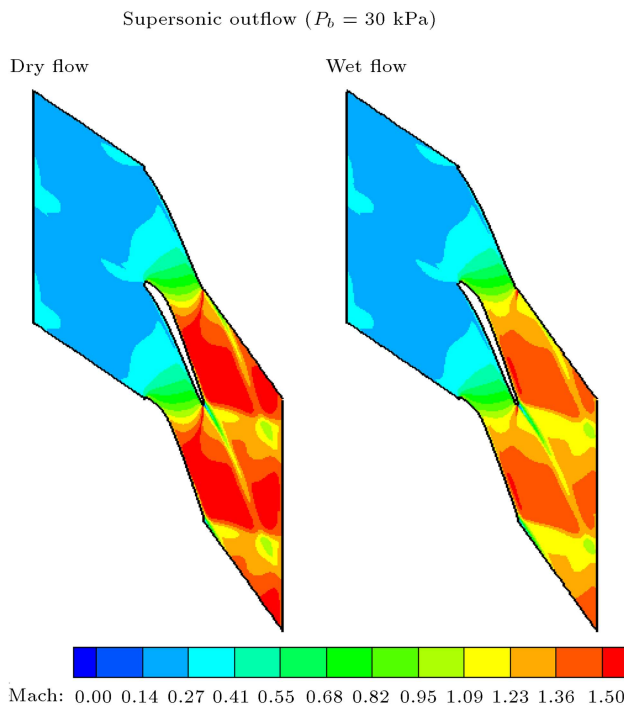 Supersonic outflow (P_b = 30 kPa)
Dry flow
Wet flow
Mach: 0.00 0.14 0.27 0.41 0.55 0.68 0.82 0.95 1.09 1.23 1.36 1.50